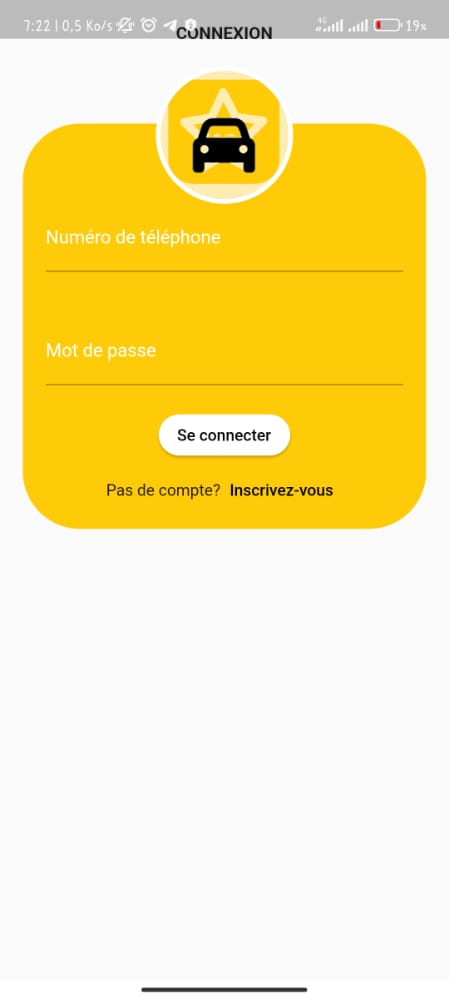 7:22 | 0,5 Ko/s
4G
19%
CONNEXION
Numéro de téléphone
Mot de passe
Se connecter
Pas de compte? Inscrivez-vous